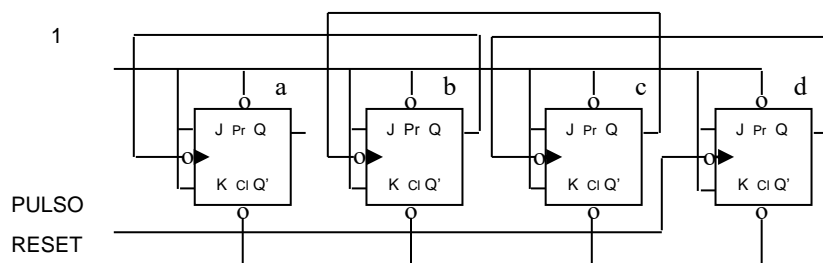 1
a b c d
J Pr Q J Pr Q J Pr Q J Pr Q
K Cl Q' K Cl Q' K Cl Q' K Cl Q'
PULSO
RESET